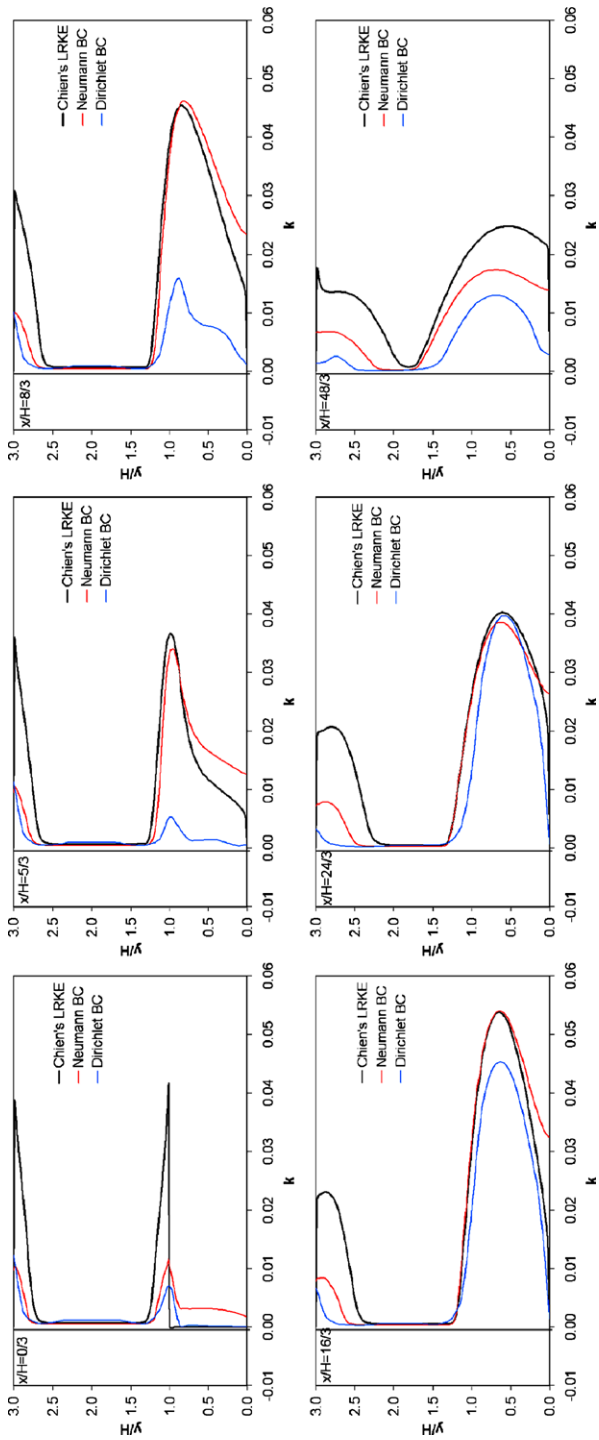 x/H=0/3
Chien's LRKE
Neumann BC
Dirichlet BC
y/H
3.0
2.5
2.0
1.5
1.0
0.5
0.0
-0.01
0.00
0.01
0.02
0.03
0.04
0.05
0.06
k
x/H=5/3
Chien's LRKE
Neumann BC
Dirichlet BC
y/H
3.0
2.5
2.0
1.5
1.0
0.5
0.0
-0.01
0.00
0.01
0.02
0.03
0.04
0.05
0.06
k
x/H=8/3
Chien's LRKE
Neumann BC
Dirichlet BC
y/H
3.0
2.5
2.0
1.5
1.0
0.5
0.0
-0.01
0.00
0.01
0.02
0.03
0.04
0.05
0.06
k
x/H=16/3
Chien's LRKE
Neumann BC
Dirichlet BC
y/H
3.0
2.5
2.0
1.5
1.0
0.5
0.0
-0.01
0.00
0.01
0.02
0.03
0.04
0.05
0.06
k
x/H=24/3
Chien's LRKE
Neumann BC
Dirichlet BC
y/H
3.0
2.5
2.0
1.5
1.0
0.5
0.0
-0.01
0.00
0.01
0.02
0.03
0.04
0.05
0.06
k
x/H=48/3
Chien's LRKE
Neumann BC
Dirichlet BC
y/H
3.0
2.5
2.0
1.5
1.0
0.5
0.0
-0.01
0.00
0.01
0.02
0.03
0.04
0.05
0.06
k